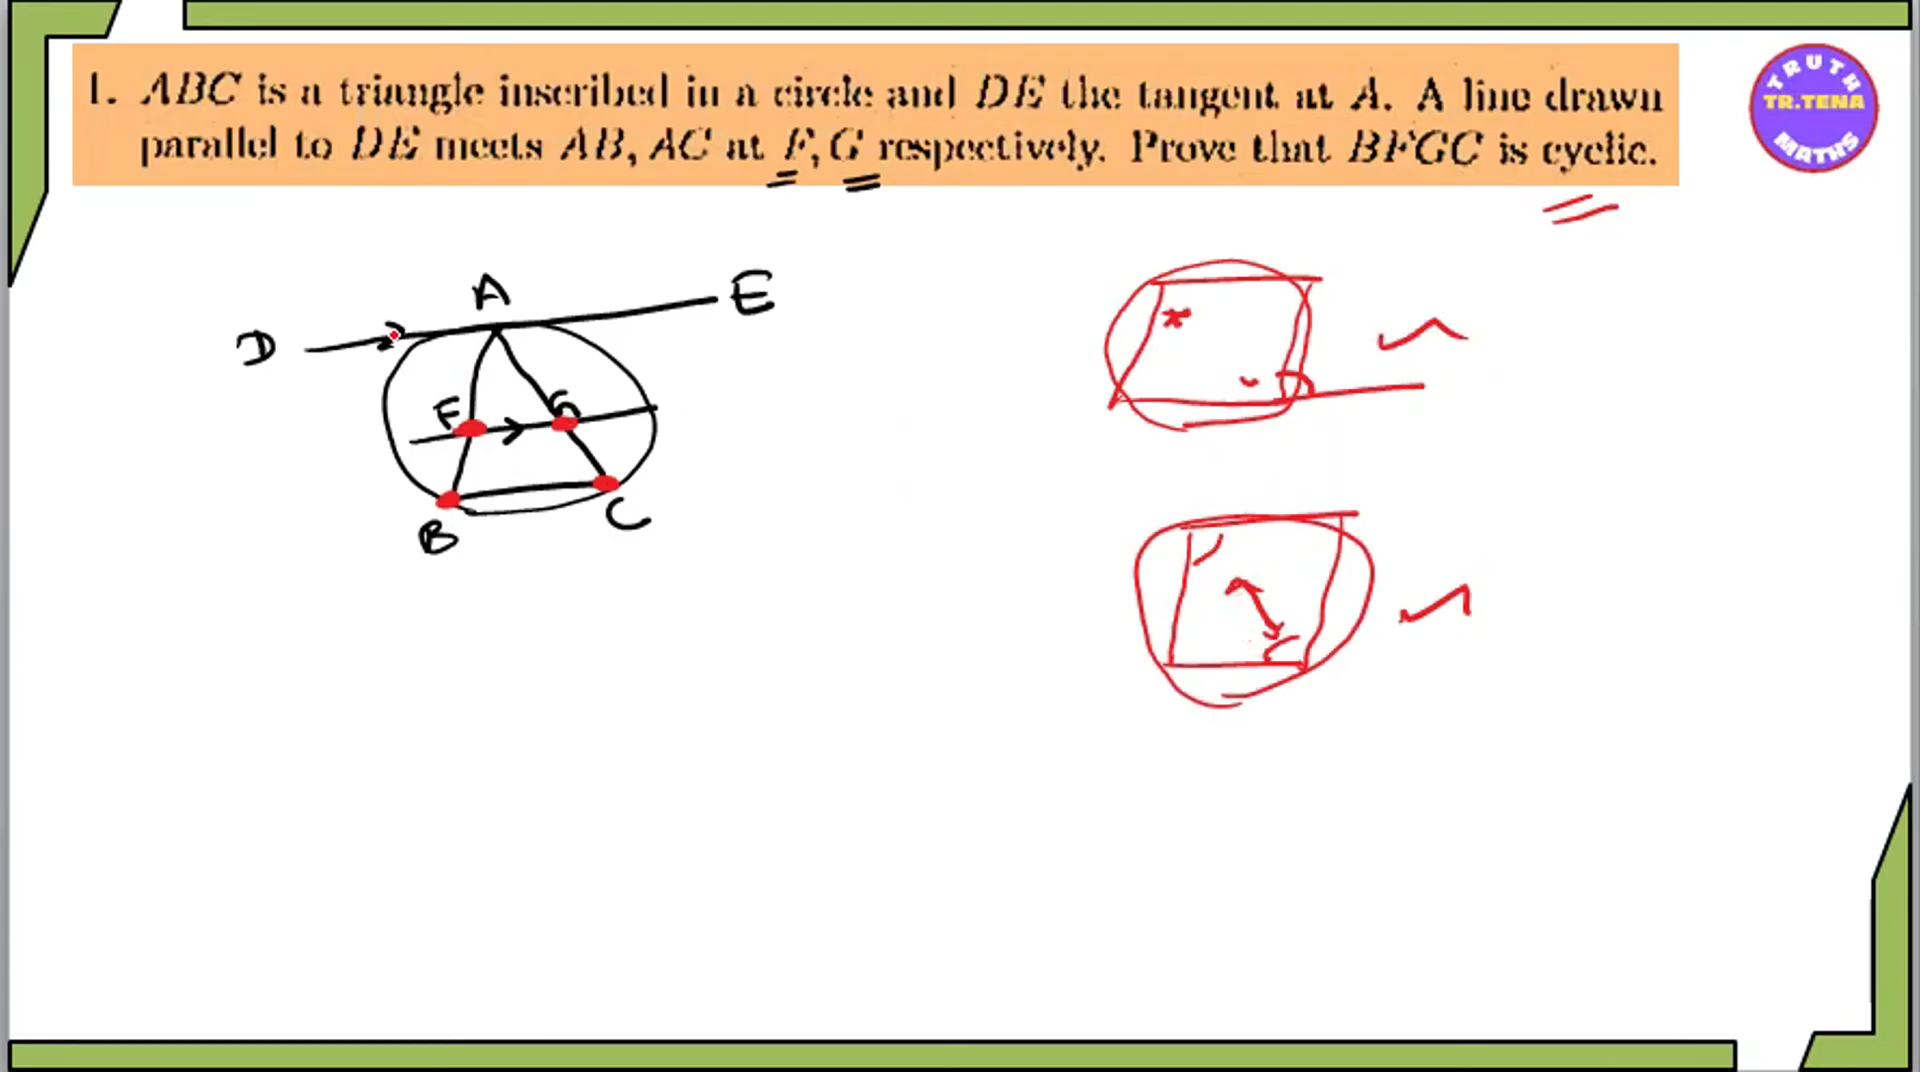 1. ABC is a triangle inscribed in a circle and DE the tangent at A. A line drawn
parallel to DE meets AB, AC at F, G respectively. Prove that BFGC is cyclic.
TRUTH
TR.TENA
MATHS
A
E
D
F
G
B
C